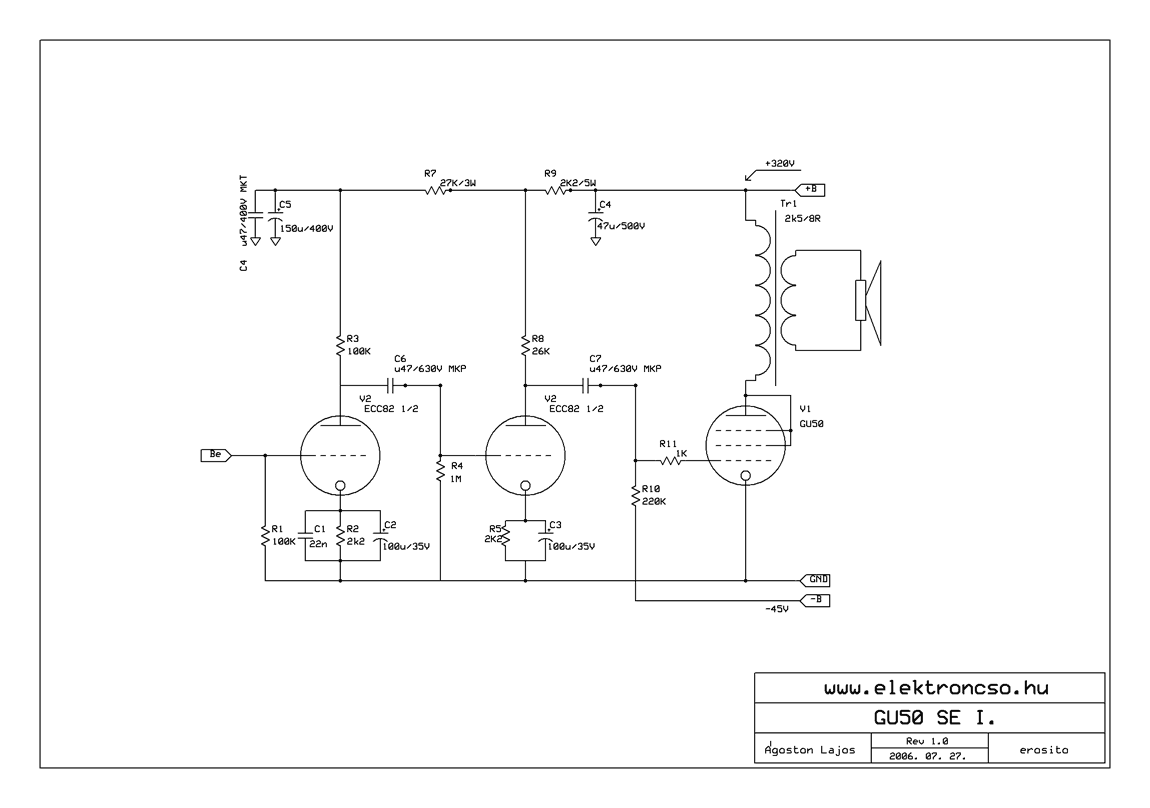 +320V
R7
27K/3W
R9
2K2/5W
+B
C4 u47/400V MKT
C5
150u/400V
C4
47u/500V
Tr1
2k5/8R
R3
100K
R8
26K
C6
u47/630V MKP
C7
u47/630V MKP
V2
ECC82 1/2
V2
ECC82 1/2
V1
GU50
Be
R4
1M
R11
1K
R10
220K
R1
100K
C1
22n
R2
2k2
C2
100u/35V
R5
2K2
C3
100u/35V
GND
-B
-45V
www.elektroncso.hu
GU50 SE I.
Ágoston Lajos
Rev 1.0
2006. 07. 27.
erosito